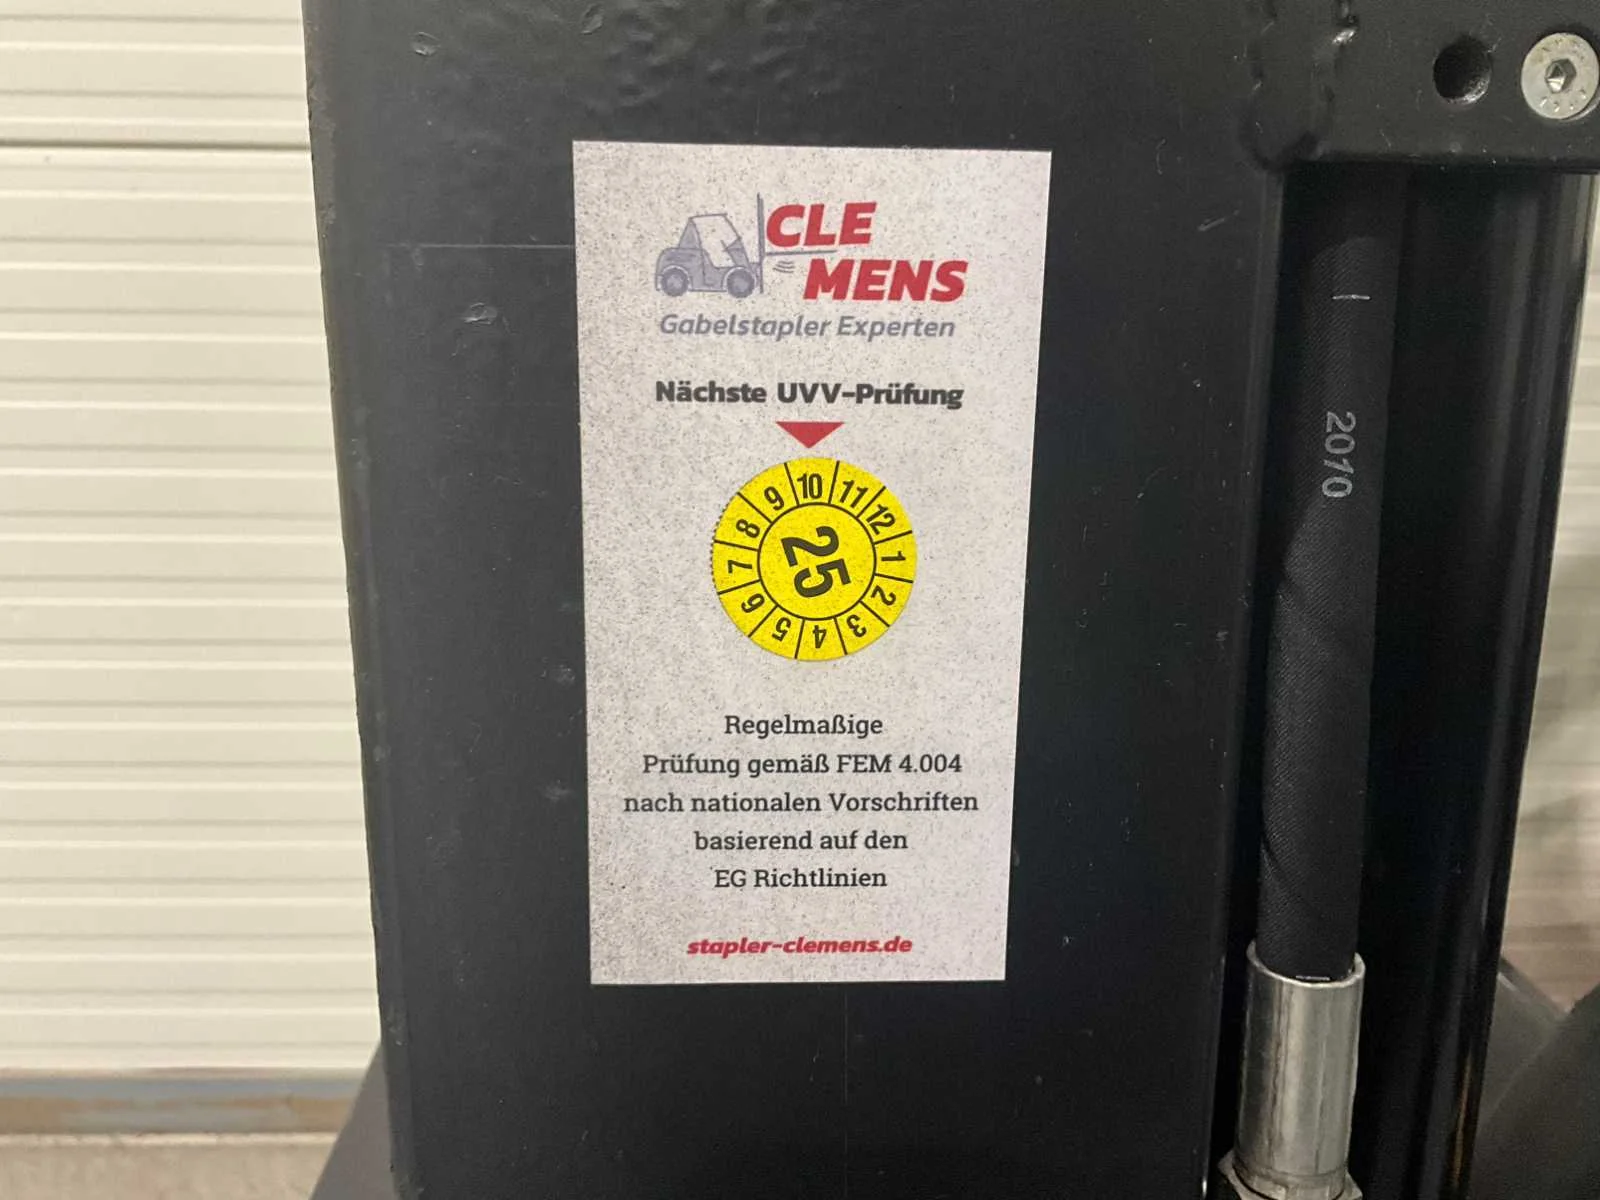 CLE
MENS
Gabelstapler Experten
Nächste UVV-Prüfung
10
11
12
1
2
3
4
5
6
7
8
9
25
Regelmaßige
Prüfung gemäß FEM 4.004
nach nationalen Vorschriften
basierend auf den
EG Richtlinien
stapler-clemens.de
2010